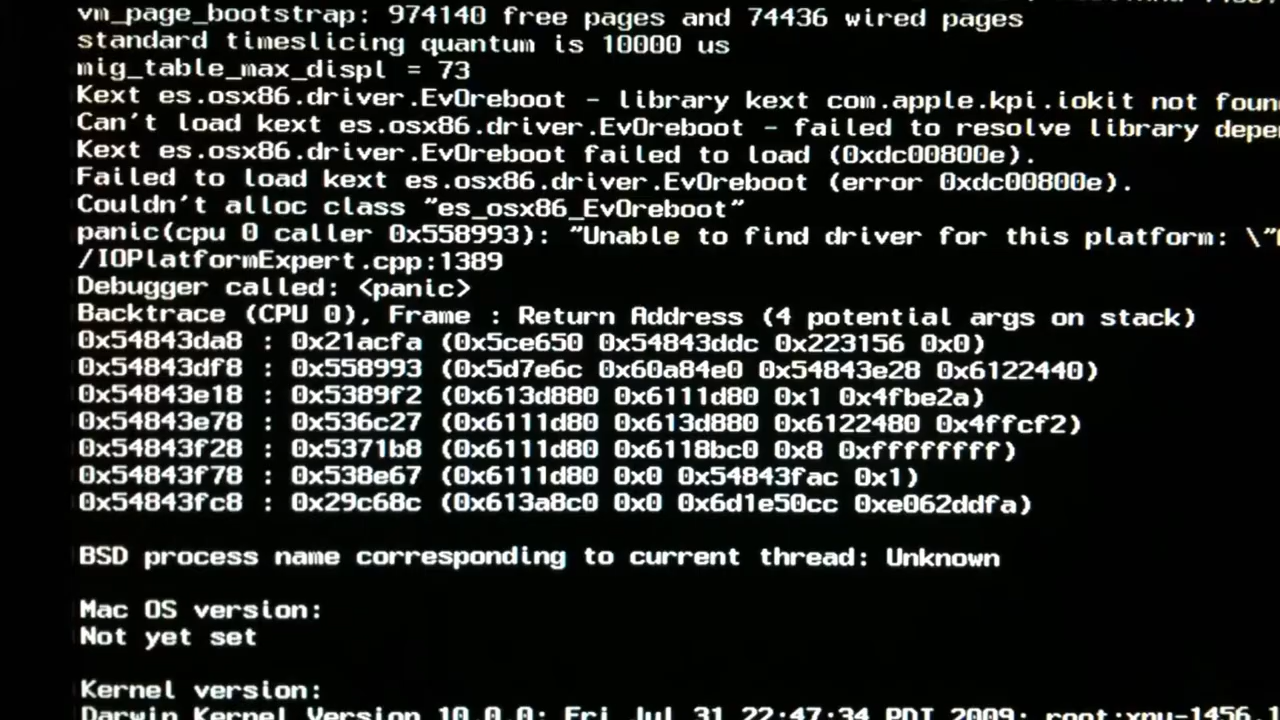 vm_page_bootstrap: 974140 free pages and 74436 wired pages
standard timeslicing quantum is 10000 us
mig_table_max_displ = 73
Kext es.osx86.driver.EvOreboot - library kext com.apple.kpi.iokit not foun
Can't load kext es.osx86.driver.EvOreboot - failed to resolve library depe
Kext es.osx86.driver.EvOreboot failed to load (0xdc00800e).
Failed to load kext es.osx86.driver.EvOreboot (error 0xdc00800e).
Couldn't alloc class "es_osx86_EvOreboot"
panic(cpu 0 caller 0x558993): "Unable to find driver for this platform: \"
/IOPlatformExpert.cpp:1389
Debugger called: <panic>
Backtrace (CPU 0), Frame : Return Address (4 potential args on stack)
0x54843da8 : 0x21acfa (0x5ce650 0x54843ddc 0x223156 0x0)
0x54843df8 : 0x558993 (0x5d7e6c 0x60a84e0 0x54843e28 0x6122440)
0x54843e18 : 0x5389f2 (0x613d880 0x6111d80 0x1 0x4fbe2a)
0x54843e78 : 0x536c27 (0x6111d80 0x613d880 0x6122480 0x4ffcf2)
0x54843f28 : 0x5371b8 (0x6111d80 0x6118bc0 0x8 0xffffffff)
0x54843f78 : 0x538e67 (0x6111d80 0x0 0x54843fac 0x1)
0x54843fc8 : 0x29c68c (0x613a8c0 0x0 0x6d1e50cc 0xe062ddfa)
BSD process name corresponding to current thread: Unknown
Mac OS version:
Not yet set
Kernel version:
Darwin Kernel Version 10.0.0: Fri Jul 31 22:47:34 PDT 2009; root:xnu-1456.1